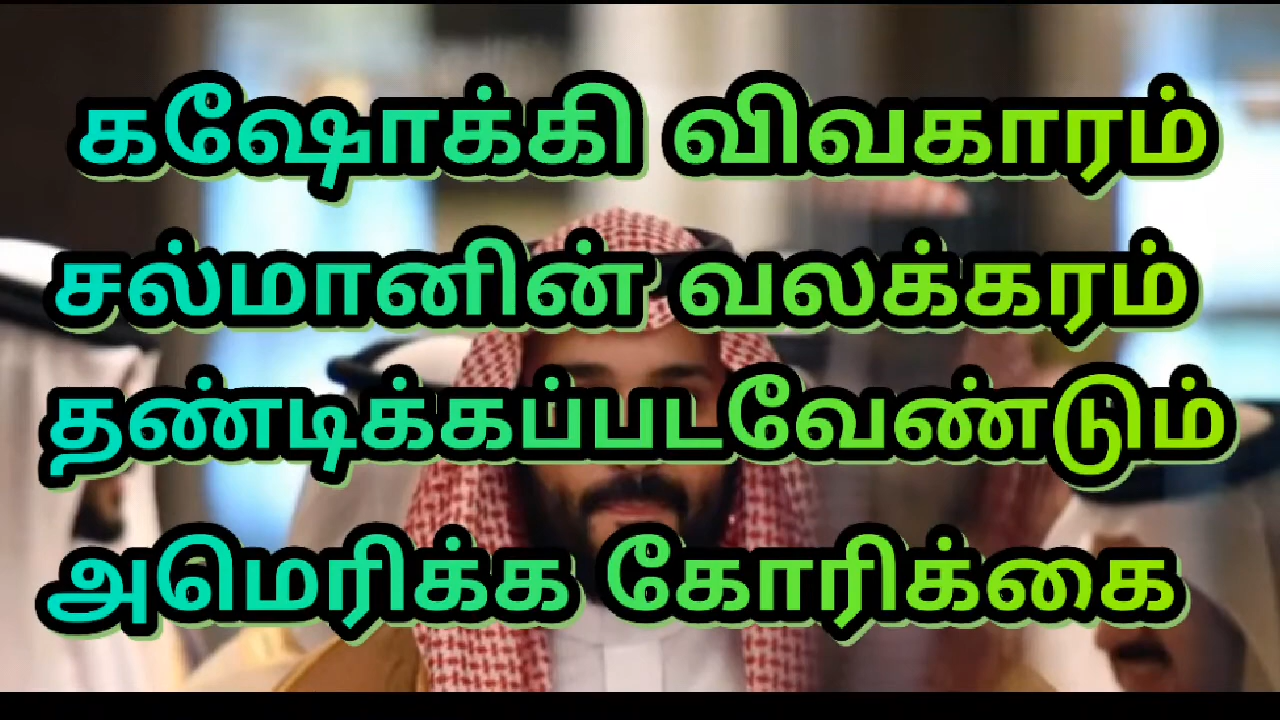 கஷோக்கி விவகாரம்
சல்மானின் வலக்கரம்
தண்டிக்கப்படவேண்டும்
அமெரிக்க கோரிக்கை